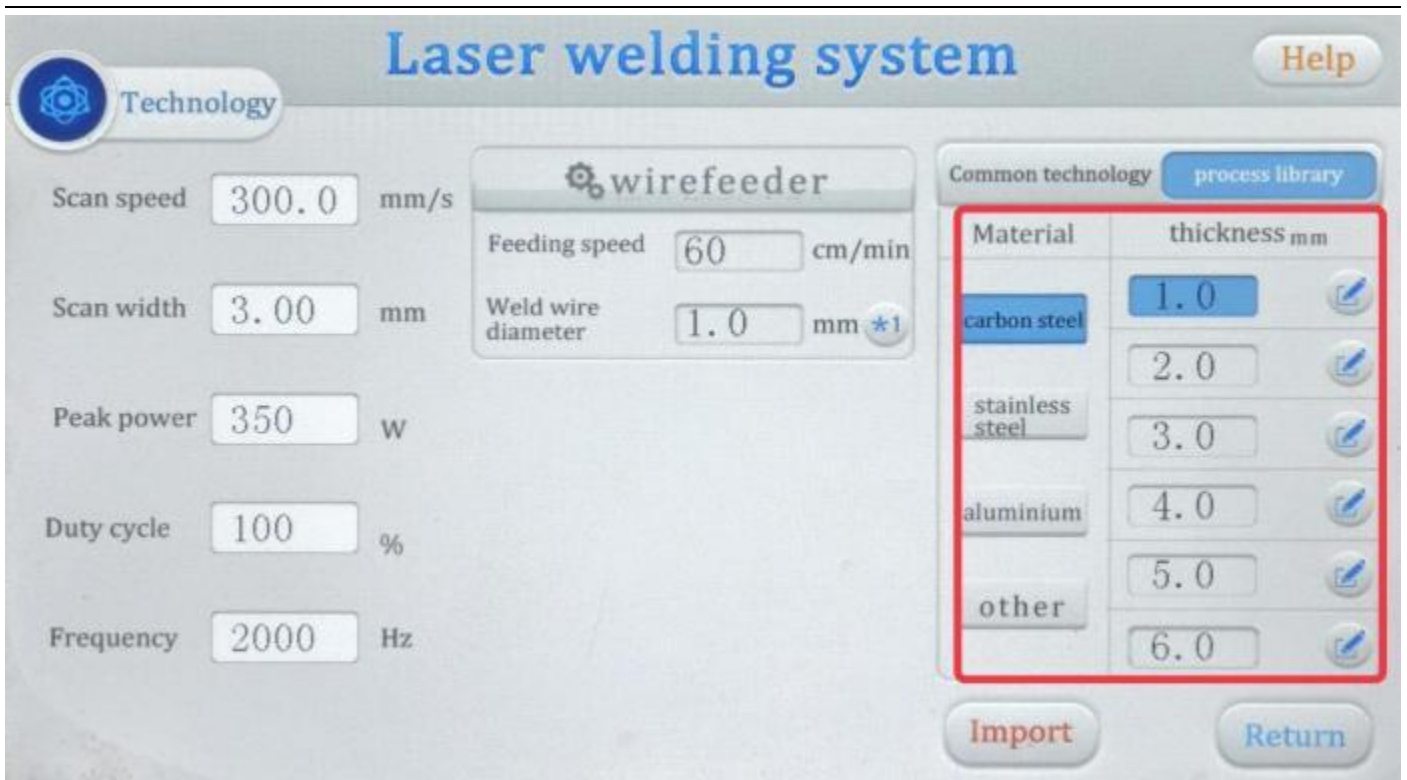 Laser welding system
Help
Technology
Scan speed 300.0 mm/s
Scan width 3.00 mm
Peak power 350 W
Duty cycle 100 %
Frequency 2000 Hz
wirefeeder
Feeding speed 60 cm/min
Weld wire
diameter 1.0 mm *1
Common technology process library
Material thickness mm
carbon steel
stainless
steel
aluminium
other
1.0
2.0
3.0
4.0
5.0
6.0
Import
Return